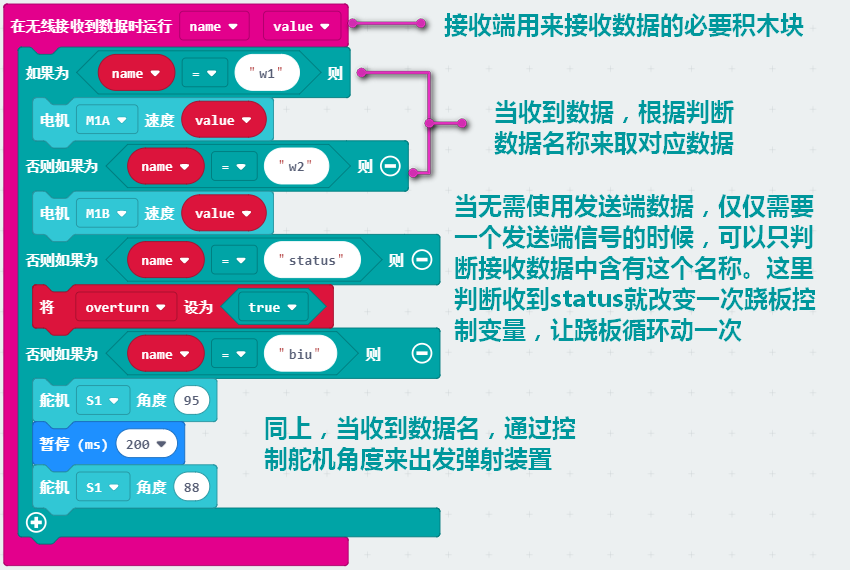 在无线接收到数据时运行 name value
接收端用来接收数据的必要积木块
如果为 name = "w1" 则
电机 M1A 速度 value
当收到数据，根据判断
数据名称来取对应数据
否则如果为 name = "w2" 则
电机 M1B 速度 value
当无需使用发送端数据，仅仅需要
一个发送端信号的时候，可以只判
断接收数据中含有这个名称。这里
判断收到status就改变一次跷板控
制变量，让跷板循环动一次
否则如果为 name = "status" 则
将 overturn 设为 true
否则如果为 name = "biu" 则
舵机 S1 角度 95
暂停 (ms) 200
舵机 S1 角度 88
同上，当收到数据名，通过控
制舵机角度来出发弹射装置